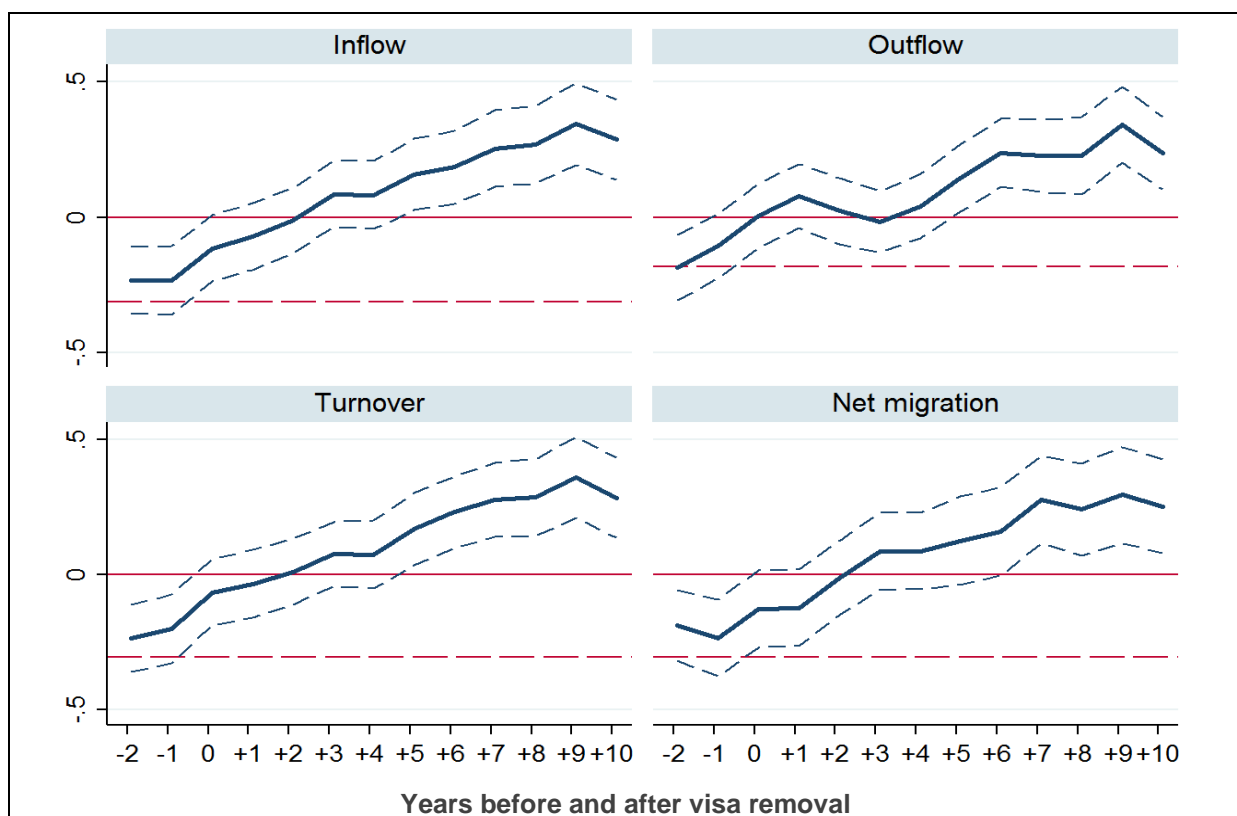 Inflow Outflow
.5
0
-.5
Turnover Net migration
.5
0
-.5
-2 -1 0 +1 +2 +3 +4 +5 +6 +7 +8 +9 +10 -2 -1 0 +1 +2 +3 +4 +5 +6 +7 +8 +9 +10
Years before and after visa removal